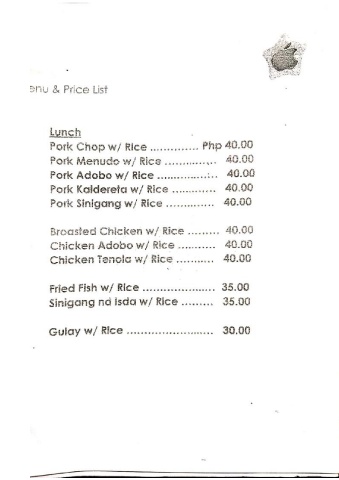 enu & Price List
Lunch
Pork Chop w/ Rice .............. Php 40.00
Pork Menudo w/ Rice ............... 40.00
Pork Adobo w/ Rice ................ 40.00
Pork Kaldereta w/ Rice ............. 40.00
Pork Sinigang w/ Rice .............. 40.00
Broasted Chicken w/ Rice ......... 40.00
Chicken Adobo w/ Rice ........... 40.00
Chicken Tenola w/ Rice ........... 40.00
Fried Fish w/ Rice ...................... 35.00
Sinigang na Isda w/ Rice ......... 35.00
Gulay w/ Rice ......................... 30.00